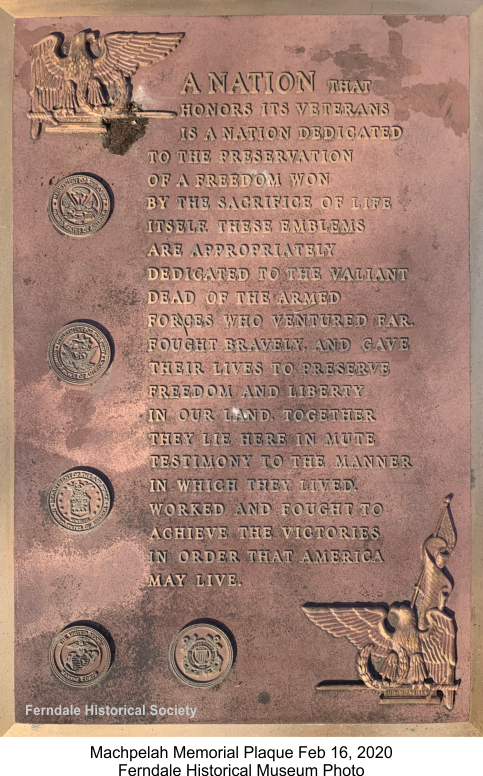 A NATION THAT
HONORS ITS VETERANS
IS A NATION DEDICATED
TO THE PRESERVATION
OF A FREEDOM WON
BY THE SACRIFICE OF LIFE
ITSELF. THESE EMBLEMS
ARE APPROPRIATELY
DEDICATED TO THE VALIANT
DEAD OF THE ARMED
FORCES WHO VENTURED FAR,
FOUGHT BRAVELY, AND GAVE
THEIR LIVES TO PRESERVE
FREEDOM AND LIBERTY
IN OUR LAND. TOGETHER
THEY LIE HERE IN MUTE
TESTIMONY TO THE MANNER
IN WHICH THEY LIVED,
WORKED AND FOUGHT TO
ACHIEVE THE VICTORIES
IN ORDER THAT AMERICA
MAY LIVE.
Ferndale Historical Society
Machpelah Memorial Plaque Feb 16, 2020
Ferndale Historical Museum Photo